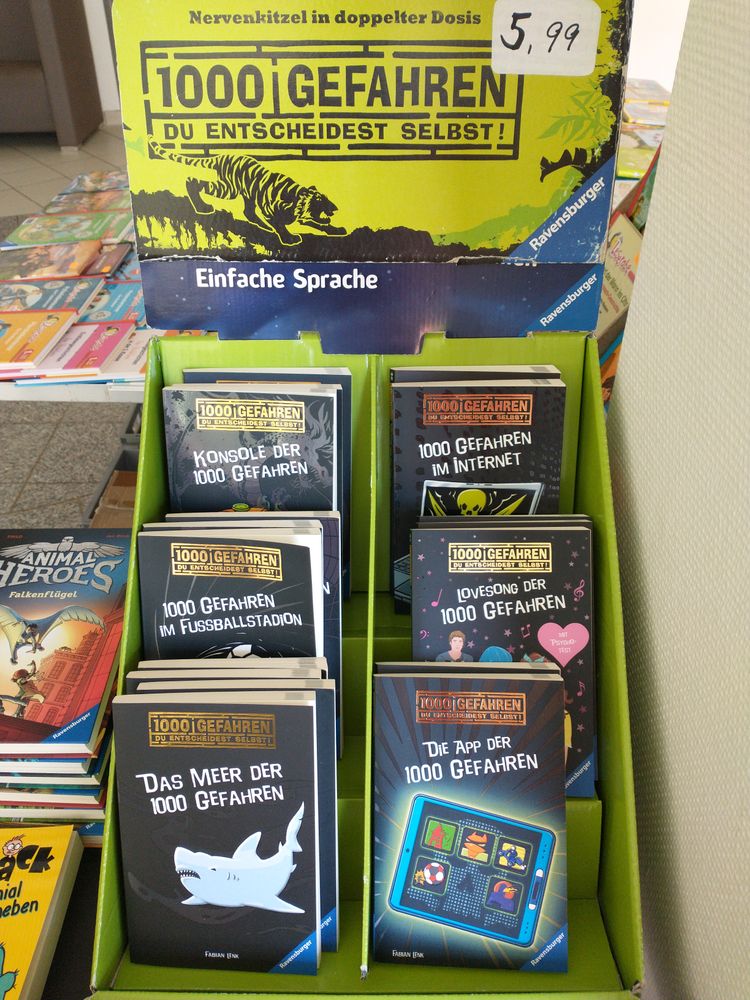 Nervenkitzel in doppelter Dosis
5,99
1000 GEFAHREN
DU ENTSCHEIDEST SELBST!
Ravensburger
Einfache Sprache
Ravensburger
1000 GEFAHREN
DU ENTSCHEIDEST SELBST!
KONSOLE DER
1000 GEFAHREN
1000 GEFAHREN
DU ENTSCHEIDEST SELBST!
1000 GEFAHREN
IM INTERNET
1000 GEFAHREN
DU ENTSCHEIDEST SELBST!
1000 GEFAHREN
IM FUSSBALLSTADION
1000 GEFAHREN
DU ENTSCHEIDEST SELBST!
LOVESONG DER
1000 GEFAHREN
MIT PSYCHO-
TEST
Ravensburger
1000 GEFAHREN
DU ENTSCHEIDEST SELBST!
DAS MEER DER
1000 GEFAHREN
FABIAN LENK
Ravensburger
1000 GEFAHREN
DU ENTSCHEIDEST SELBST!
DIE APP DER
1000 GEFAHREN
FABIAN LENK
Ravensburger
ANIMAL
HEROES
Falkenflügel
Ravensburger